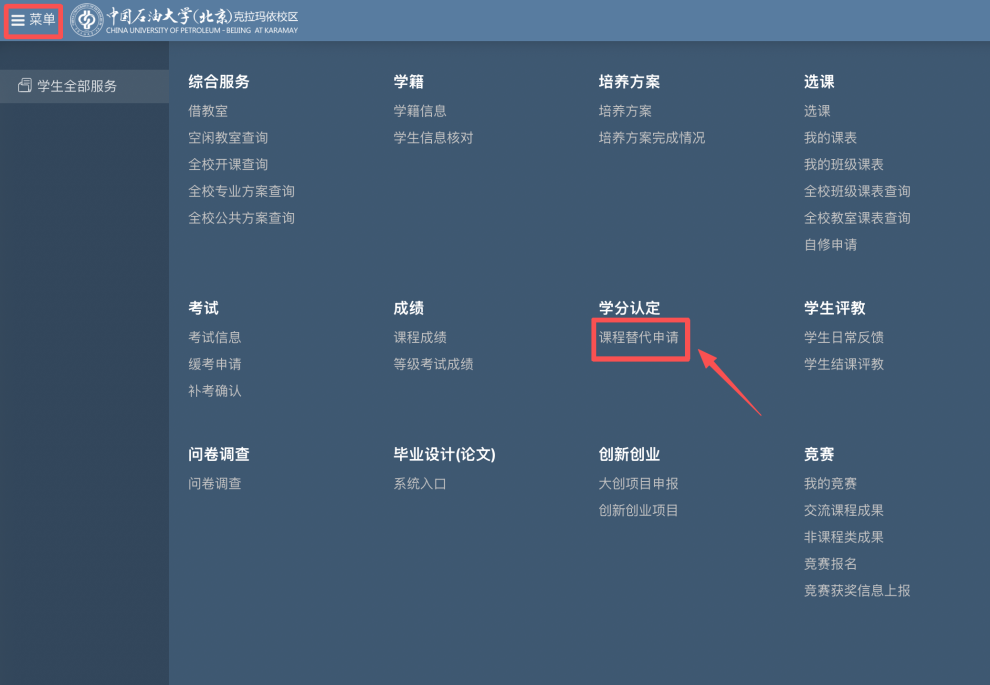 菜单
中国石油大学(北京)克拉玛依校区
CHINA UNIVERSITY OF PETROLEUM - BEIJING AT KARAMAY
学生全部服务
综合服务
借教室
空闲教室查询
全校开课查询
全校专业方案查询
全校公共方案查询
学籍
学籍信息
学生信息核对
培养方案
培养方案
培养方案完成情况
选课
选课
我的课表
我的班级课表
全校班级课表查询
全校教室课表查询
自修申请
考试
考试信息
缓考申请
补考确认
成绩
课程成绩
等级考试成绩
学分认定
课程替代申请
学生评教
学生日常反馈
学生结课评教
问卷调查
问卷调查
毕业设计(论文)
系统入口
创新创业
大创项目申报
创新创业项目
竞赛
我的竞赛
交流课程成果
非课程类成果
竞赛报名
竞赛获奖信息上报